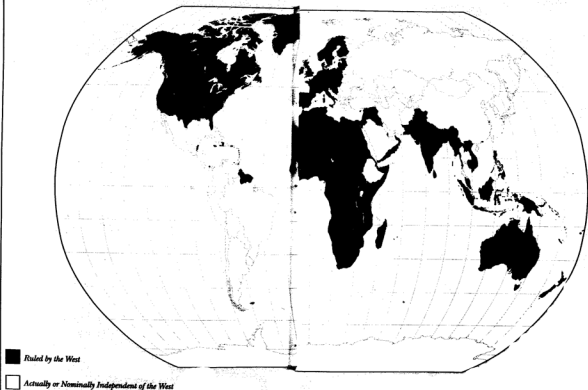 Ruled by the West
Actually or Nominally Independent of the West